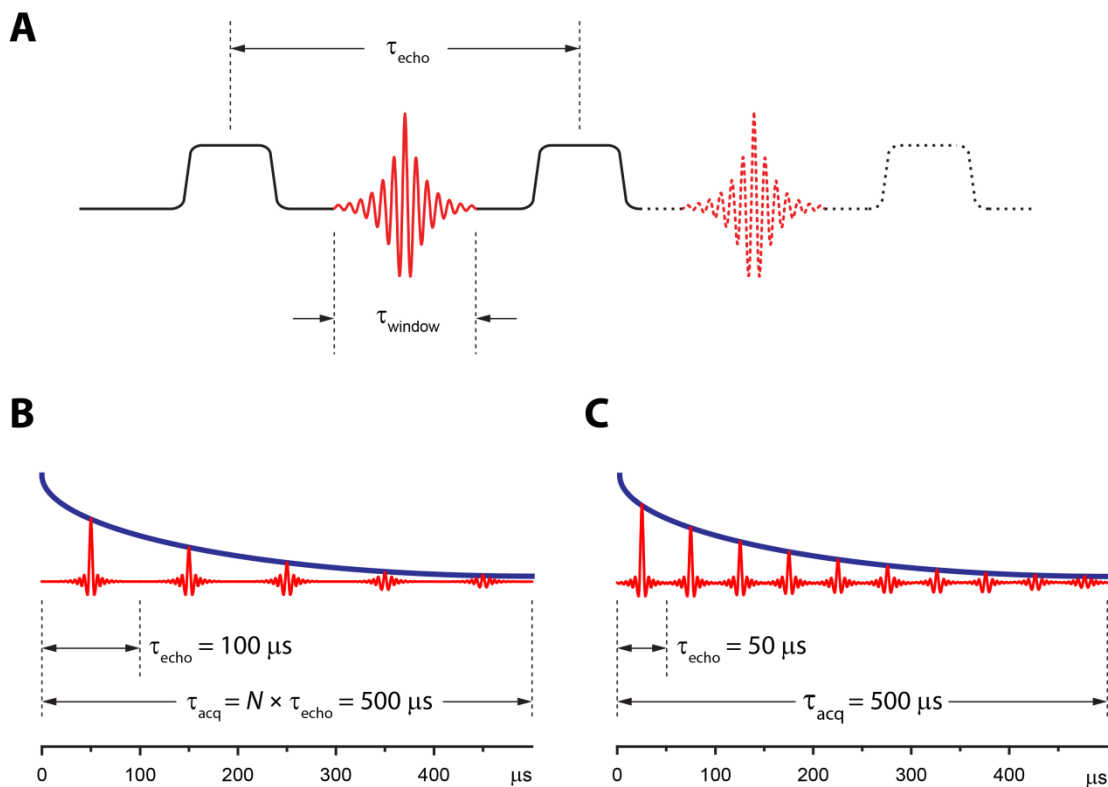 A
τecho
τwindow
B
C
τecho = 100 μs
τecho = 50 μs
τacq = N × τecho = 500 μs
τacq = 500 μs
0 100 200 300 400 μs
0 100 200 300 400 μs